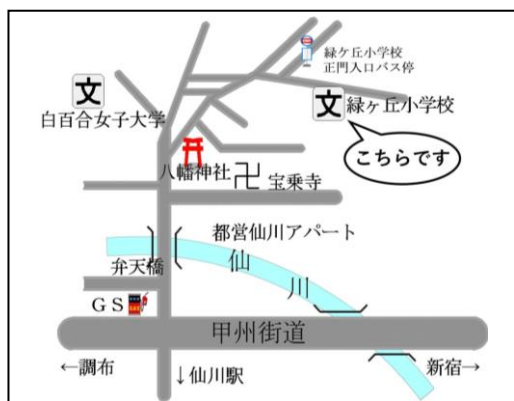 緑ケ丘小学校
正門入口バス停
文
文
緑ヶ丘小学校
白百合女子大学
こちらです
八幡神社
卍
宝乗寺
都営仙川アパート
弁天橋
仙
川
GS
甲州街道
←調布
↓仙川駅
新宿→